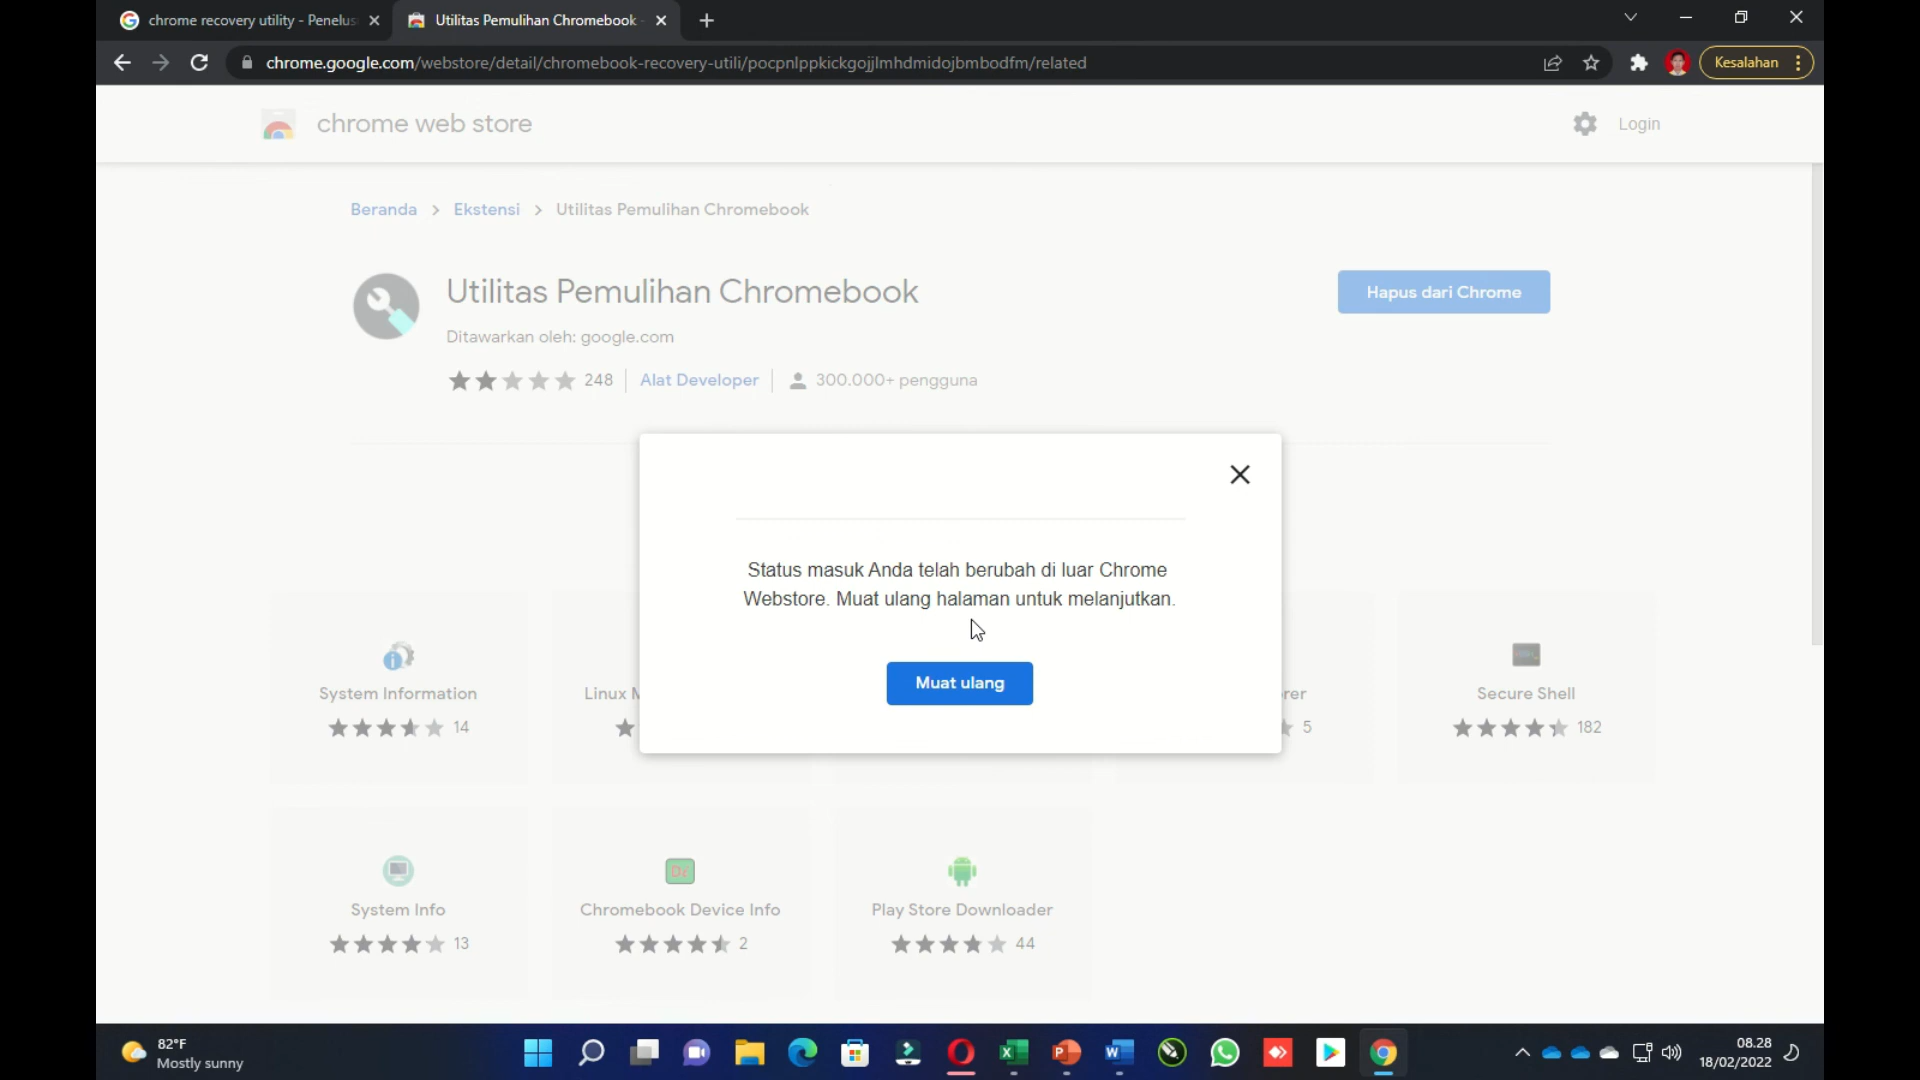 chrome recovery utility - Penelus
Utilitas Pemulihan Chromebook
chrome.google.com/webstore/detail/chromebook-recovery-utili/pocpnlppkickgojjlmhdmidojbmbodfm/related
Kesalahan
chrome web store
Login
Beranda > Ekstensi > Utilitas Pemulihan Chromebook
Utilitas Pemulihan Chromebook
Hapus dari Chrome
Ditawarkan oleh: google.com
248 Alat Developer 300.000+ pengguna
Status masuk Anda telah berubah di luar Chrome
Webstore. Muat ulang halaman untuk melanjutkan.
Muat ulang
System Information
14
Linux M
rer
5
Secure Shell
182
System Info
13
Chromebook Device Info
2
Play Store Downloader
44
82°F
Mostly sunny
08.28
18/02/2022